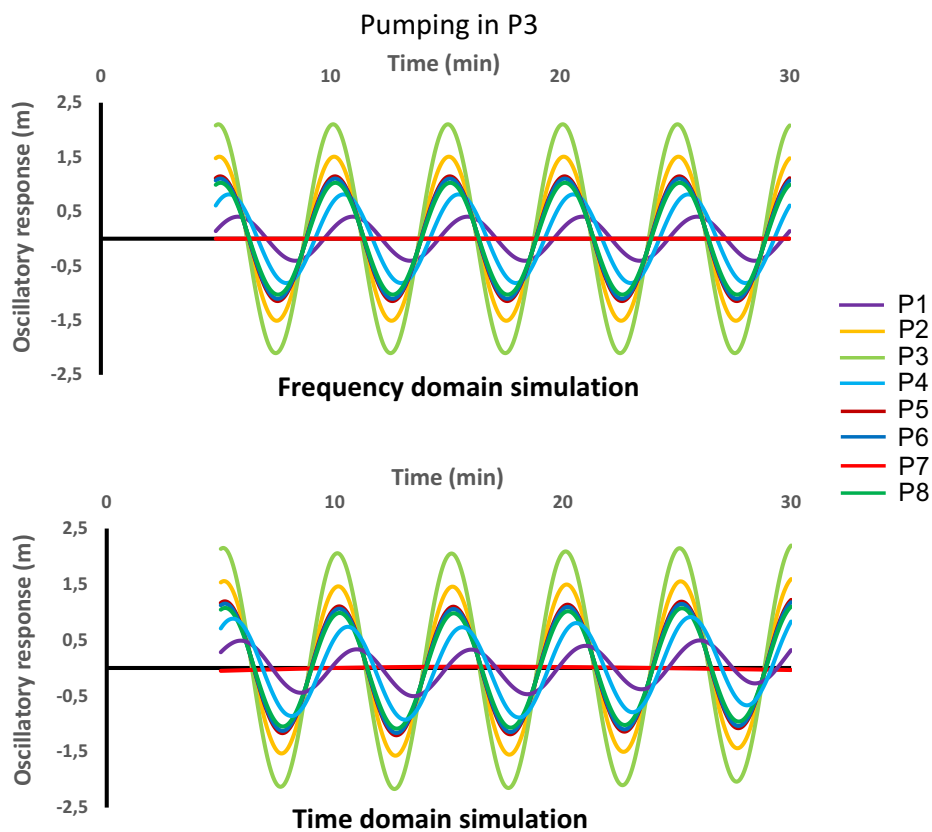 Pumping in P3
Time (min)
0 10 20 30
Oscillatory response (m)
2,5
1,5
0,5
-0,5
-1,5
-2,5
Frequency domain simulation
P1
P2
P3
P4
P5
P6
P7
P8
Time (min)
0 10 20 30
Oscillatory response (m)
2,5
1,5
0,5
-0,5
-1,5
-2,5
Time domain simulation